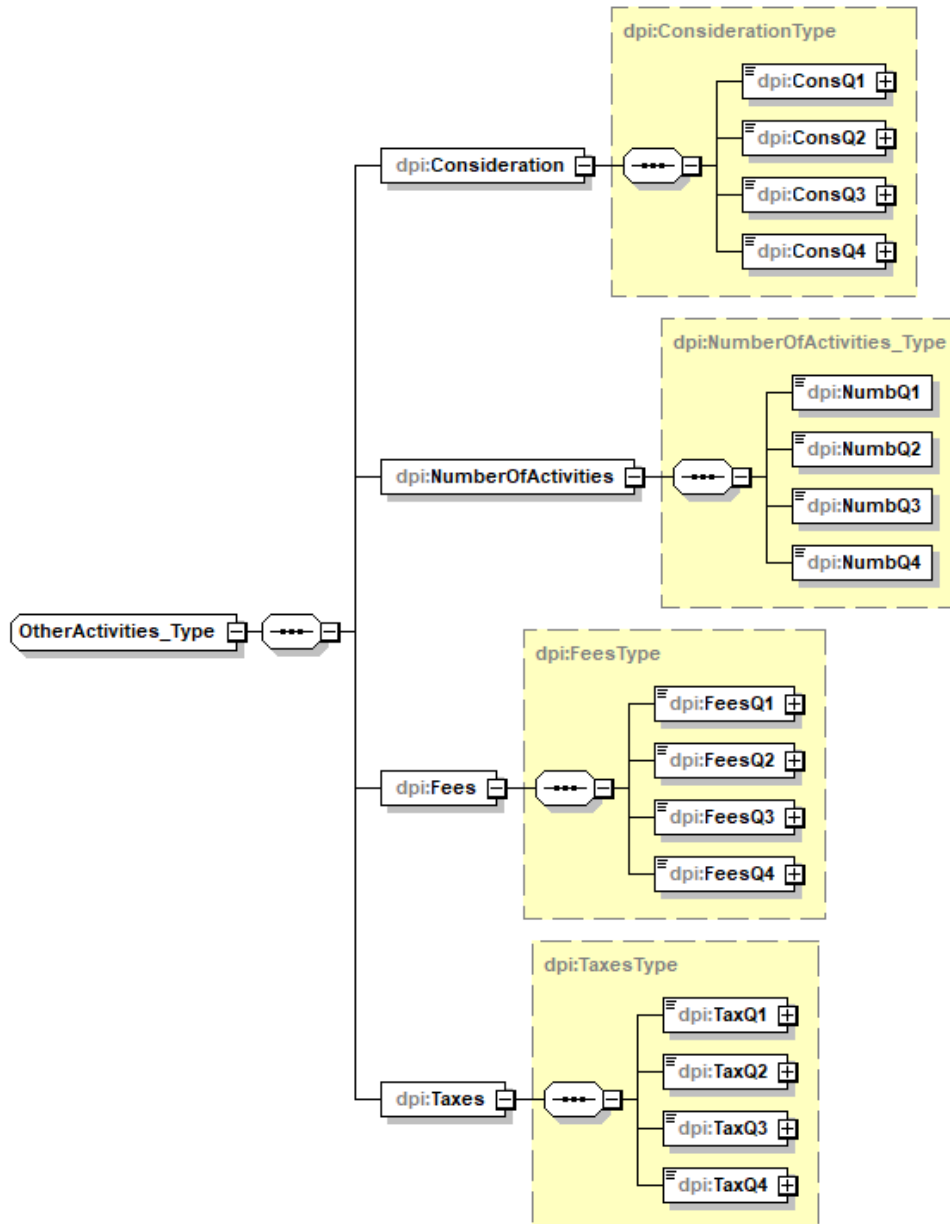 dpi:ConsiderationType
dpi:ConsQ1
dpi:ConsQ2
dpi:Consideration
dpi:ConsQ3
dpi:ConsQ4
dpi:NumberOfActivities_Type
dpi:NumbQ1
dpi:NumbQ2
dpi:NumberOfActivities
dpi:NumbQ3
dpi:NumbQ4
OtherActivities_Type
dpi:FeesType
dpi:FeesQ1
dpi:FeesQ2
dpi:Fees
dpi:FeesQ3
dpi:FeesQ4
dpi:TaxesType
dpi:TaxQ1
dpi:TaxQ2
dpi:Taxes
dpi:TaxQ3
dpi:TaxQ4